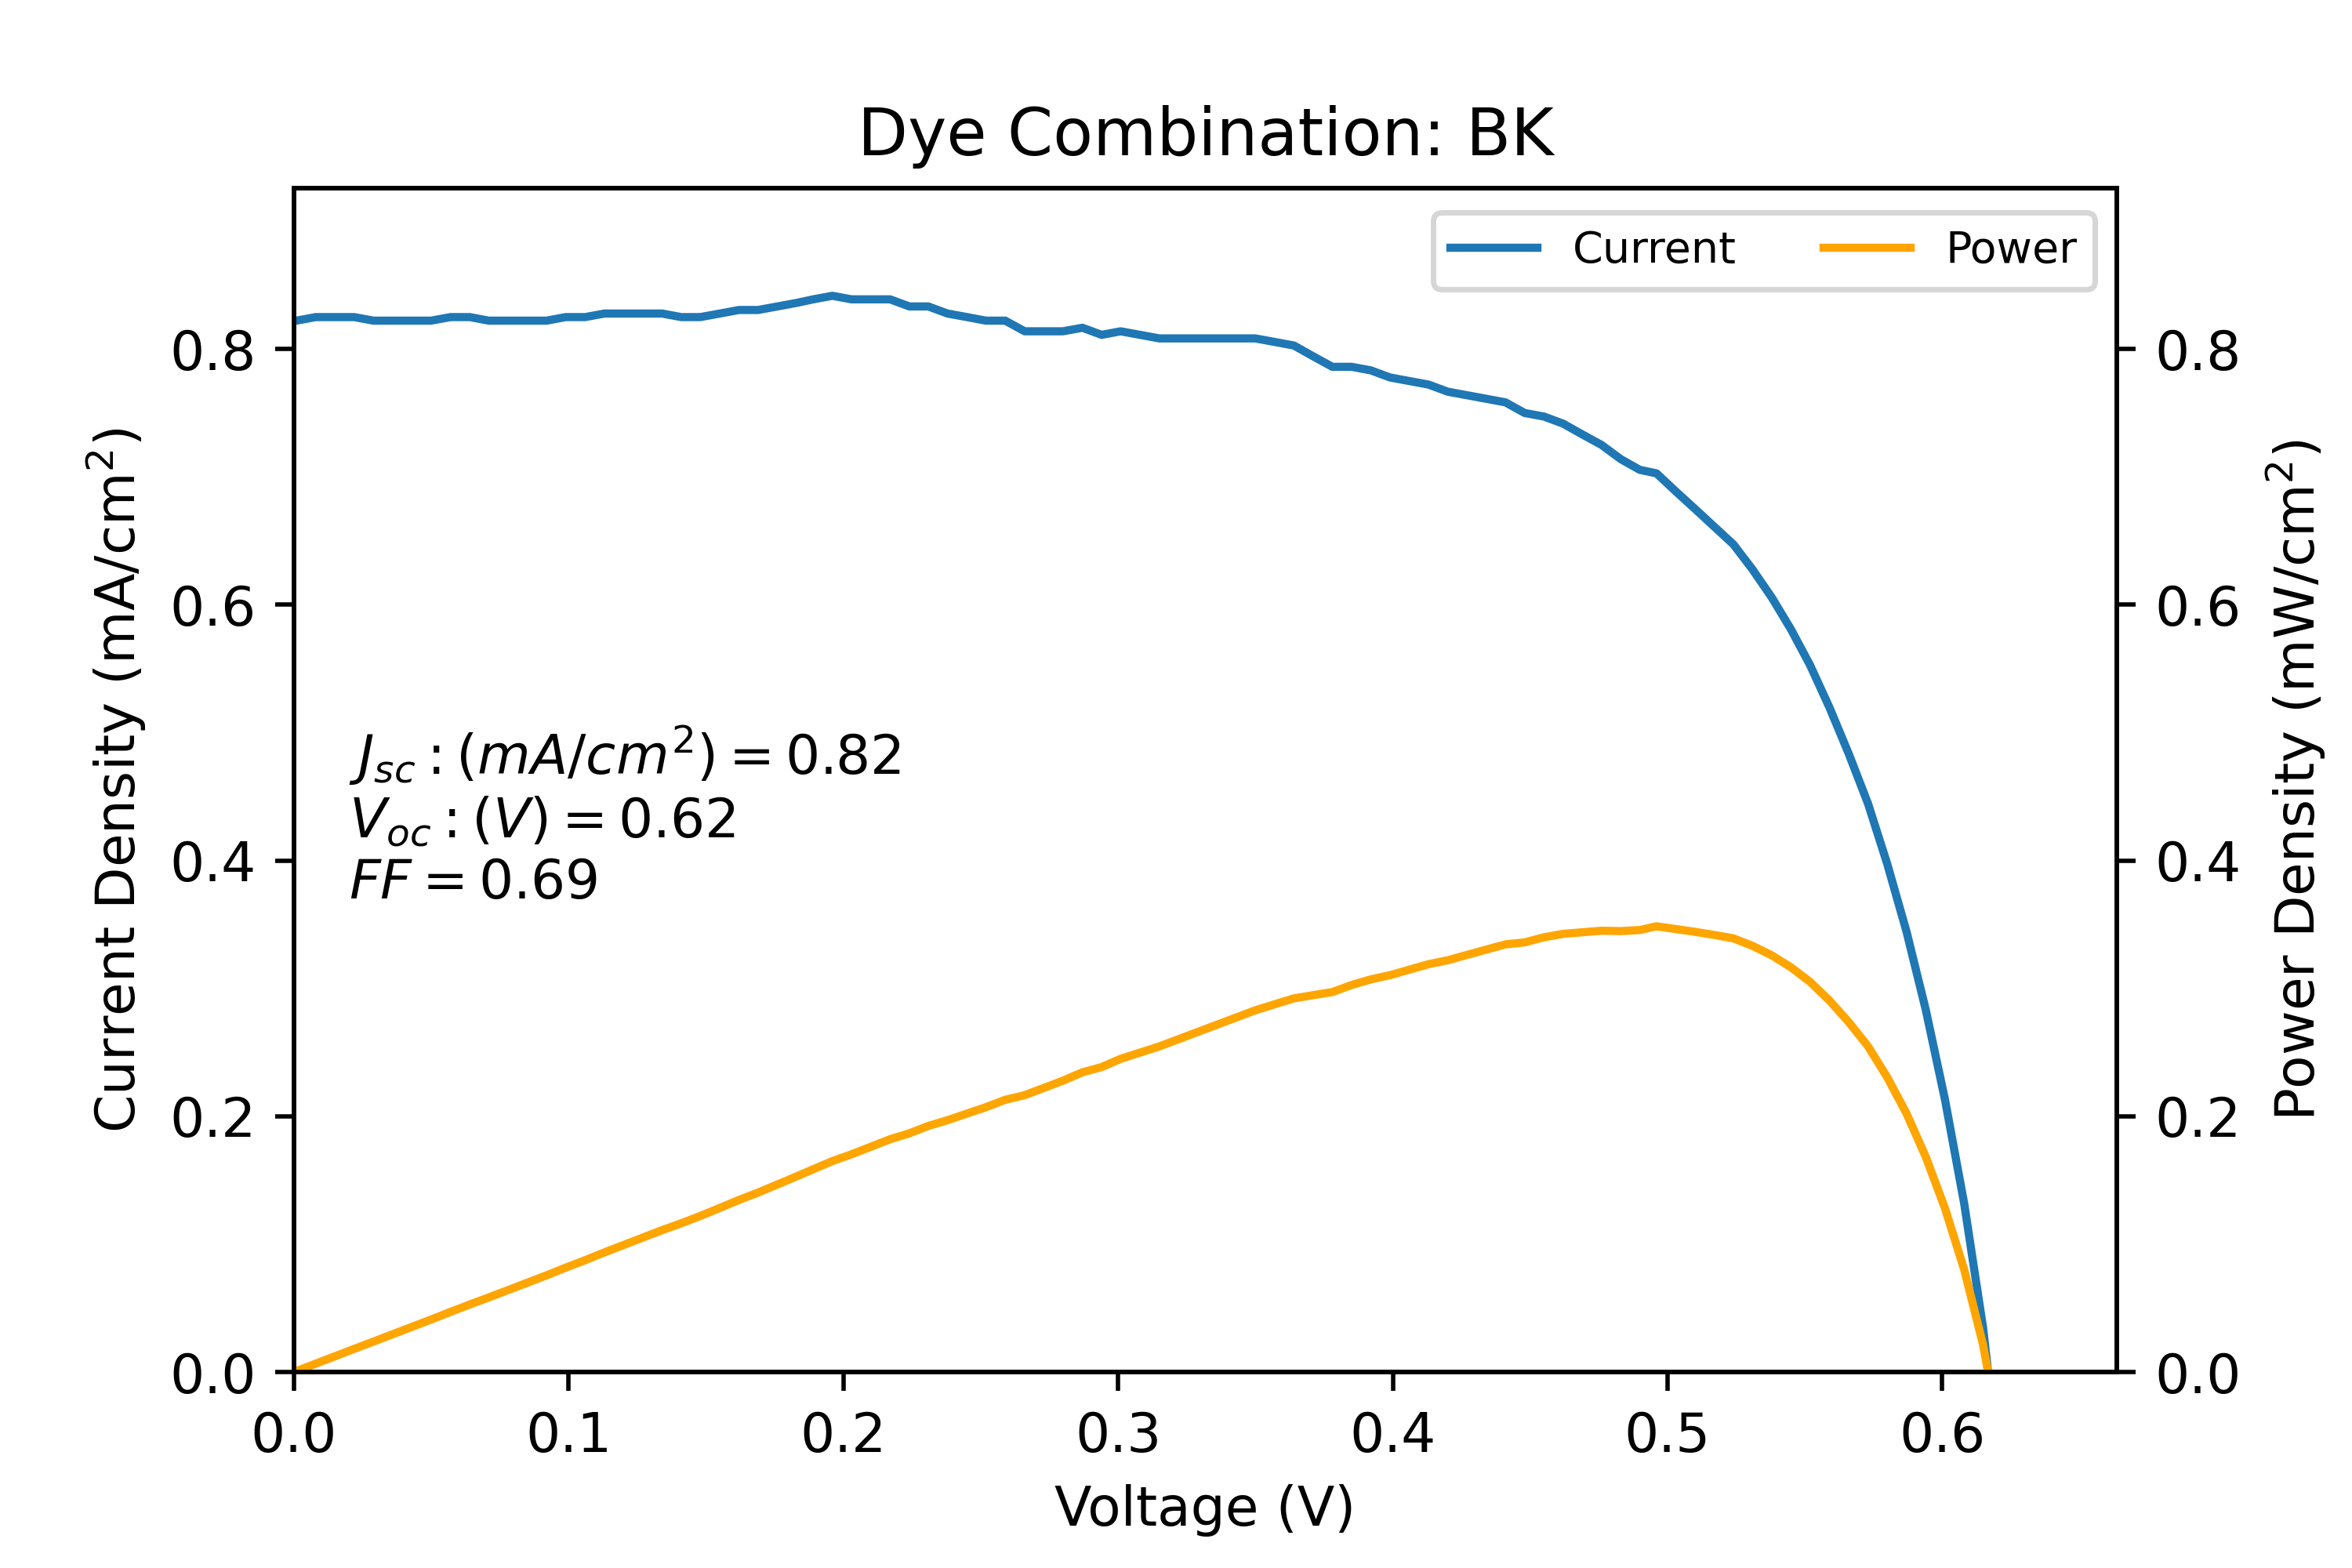 Dye Combination: BK
Current Power
Current Density (mA/cm²)
0.8
0.6
0.4
0.2
0.0
J_sc : (mA/cm²) = 0.82
V_oc : (V) = 0.62
FF = 0.69
0.8
0.6
0.4
0.2
0.0
Power Density (mW/cm²)
0.0 0.1 0.2 0.3 0.4 0.5 0.6
Voltage (V)